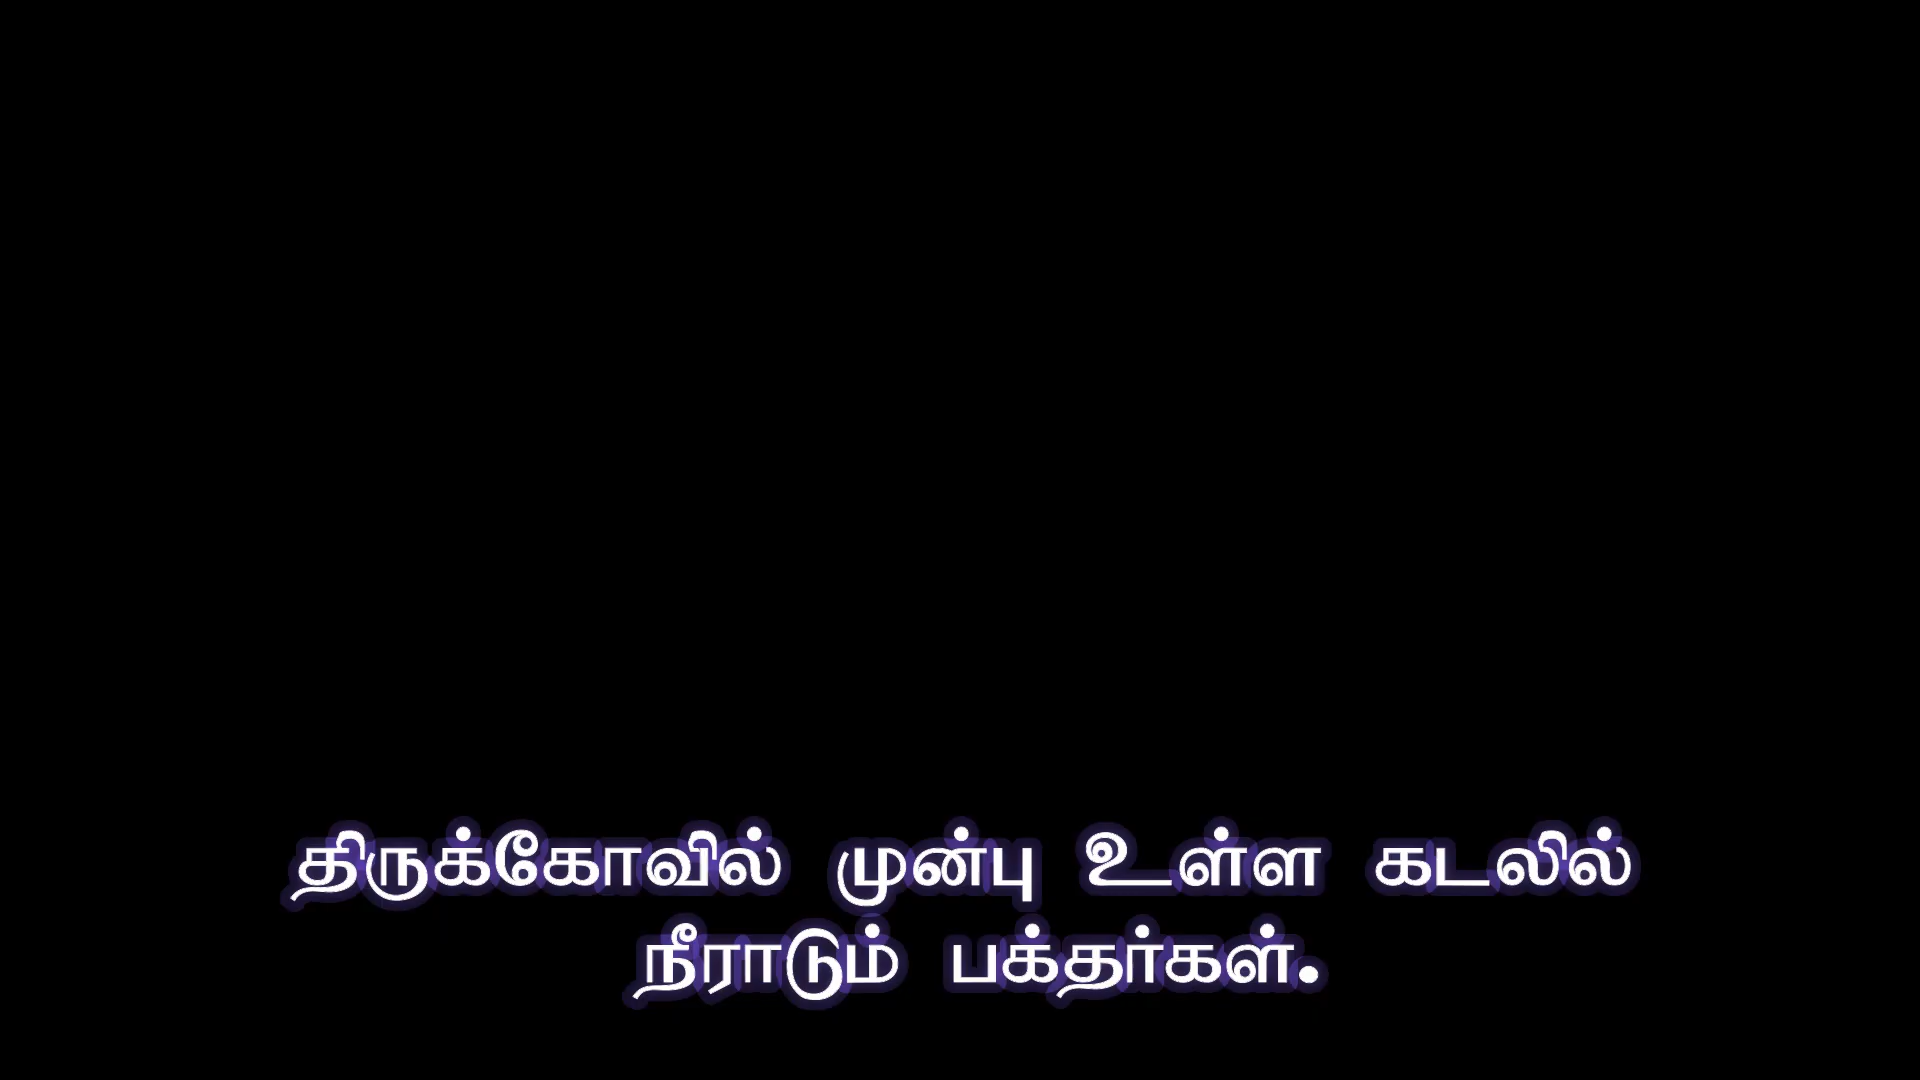 திருக்கோவில் முன்பு உள்ள கடலில்
நீராடும் பக்தர்கள்.